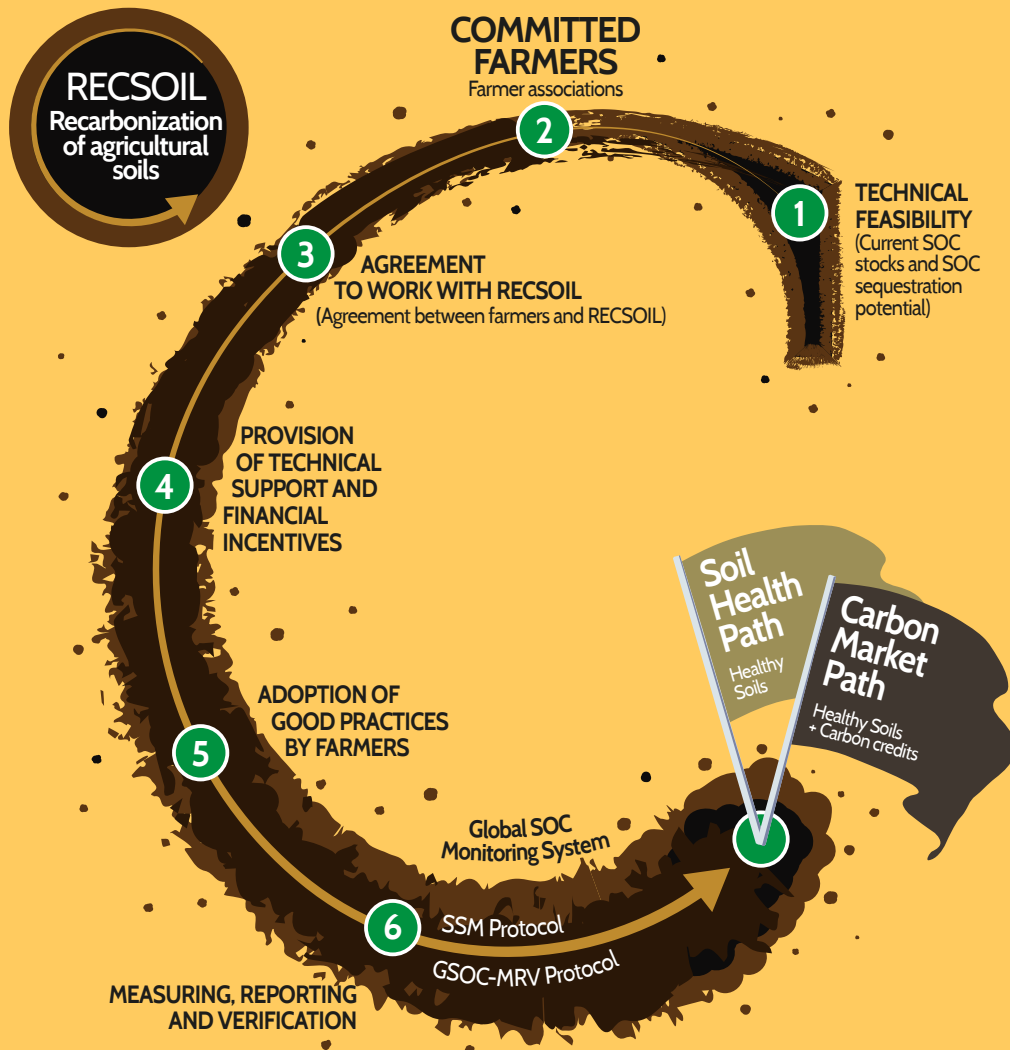 RECSOIL
Recarbonization
of agricultural
soils
COMMITTED
FARMERS
Farmer associations
2
1
TECHNICAL
FEASIBILITY
(Current SOC
stocks and SOC
sequestration
potential)
3
AGREEMENT
TO WORK WITH RECSOIL
(Agreement between farmers and RECSOIL)
4
PROVISION
OF TECHNICAL
SUPPORT AND
FINANCIAL
INCENTIVES
5
ADOPTION OF
GOOD PRACTICES
BY FARMERS
Soil
Health
Path
Healthy
Soils
Carbon
Market
Path
Healthy Soils
+ Carbon credits
Global SOC
Monitoring System
6
SSM Protocol
GSOC-MRV Protocol
MEASURING, REPORTING
AND VERIFICATION